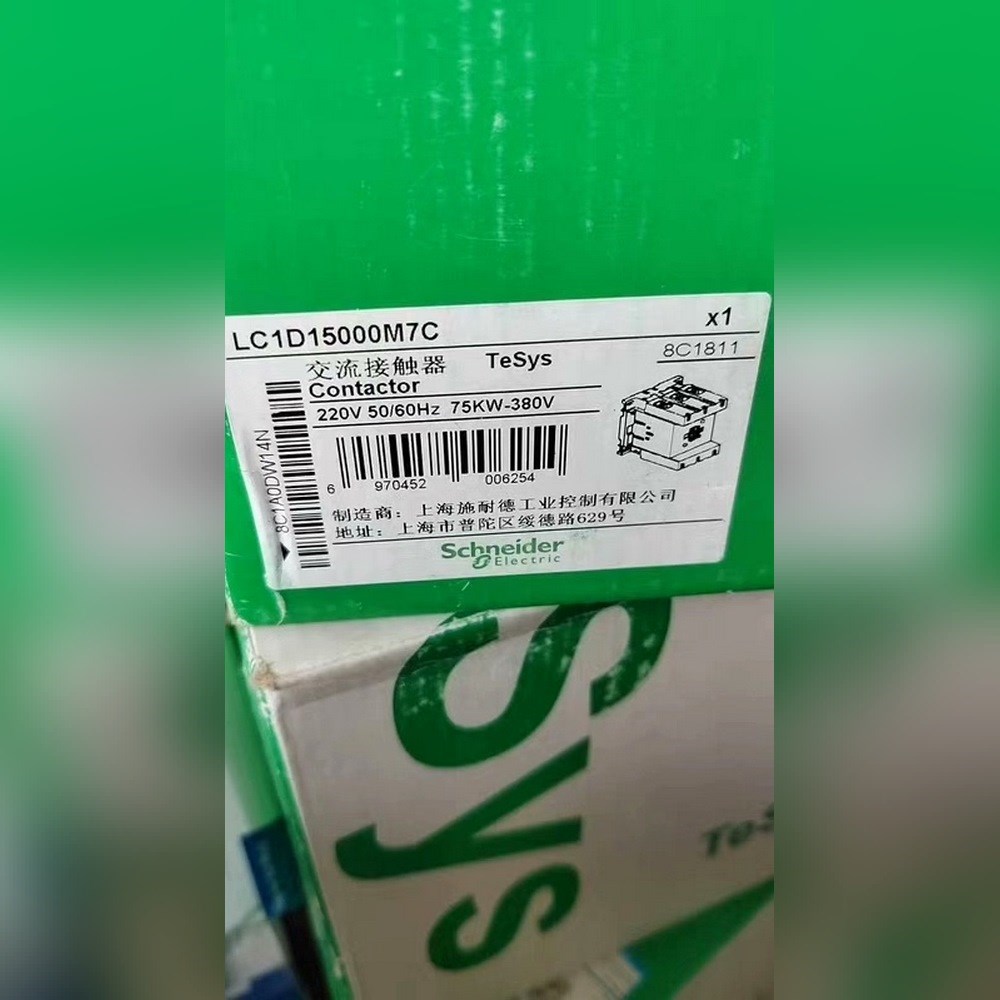 LC1D15000M7C
x1
交流接触器 TeSys
8C1811
Contactor
220V 50/60Hz 75KW-380V
8C1A0DW14N
6 970452 006254
制造商：上海施耐德工业控制有限公司
地址：上海市普陀区绥德路629号
Schneider
Electric
Sys
TeS